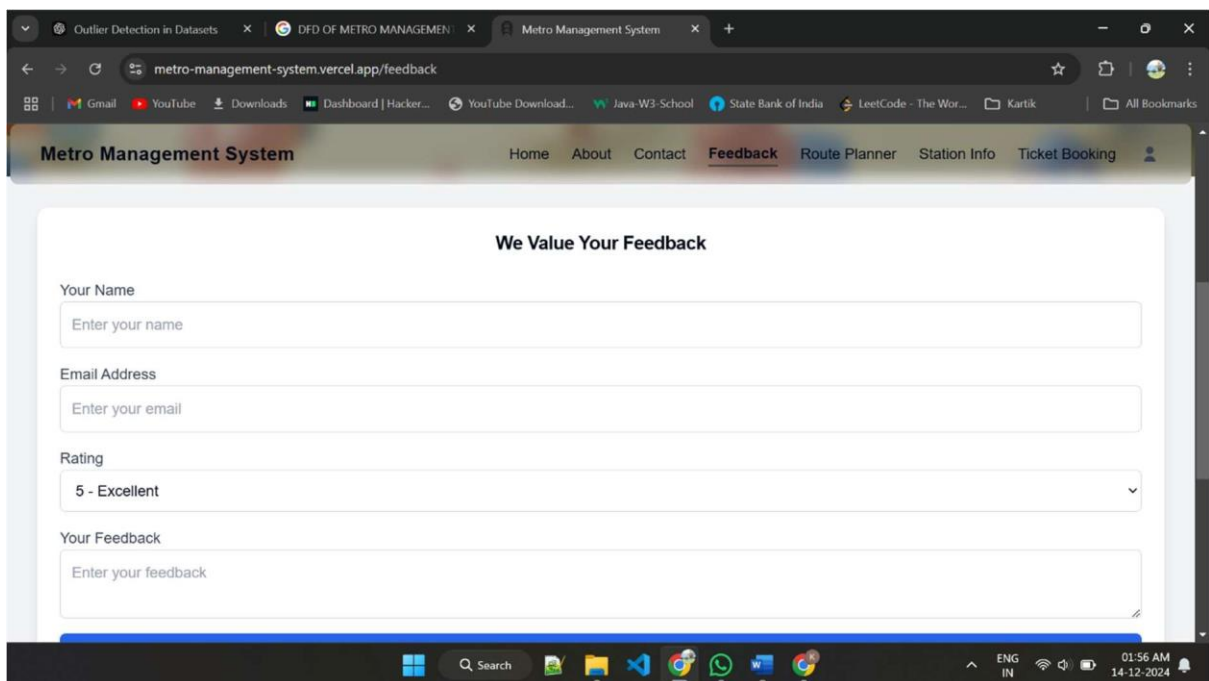 Outlier Detection in Datasets DFD OF METRO MANAGEMEN Metro Management System
metro-management-system.vercel.app/feedback
Gmail YouTube Downloads Dashboard | Hacker... YouTube Download... Java-W3-School State Bank of India LeetCode - The Wor... Kartik All Bookmarks
Metro Management System Home About Contact Feedback Route Planner Station Info Ticket Booking
We Value Your Feedback
Your Name
Enter your name
Email Address
Enter your email
Rating
5 - Excellent
Your Feedback
Enter your feedback
Search ENG 01:56 AM
IN 14-12-2024